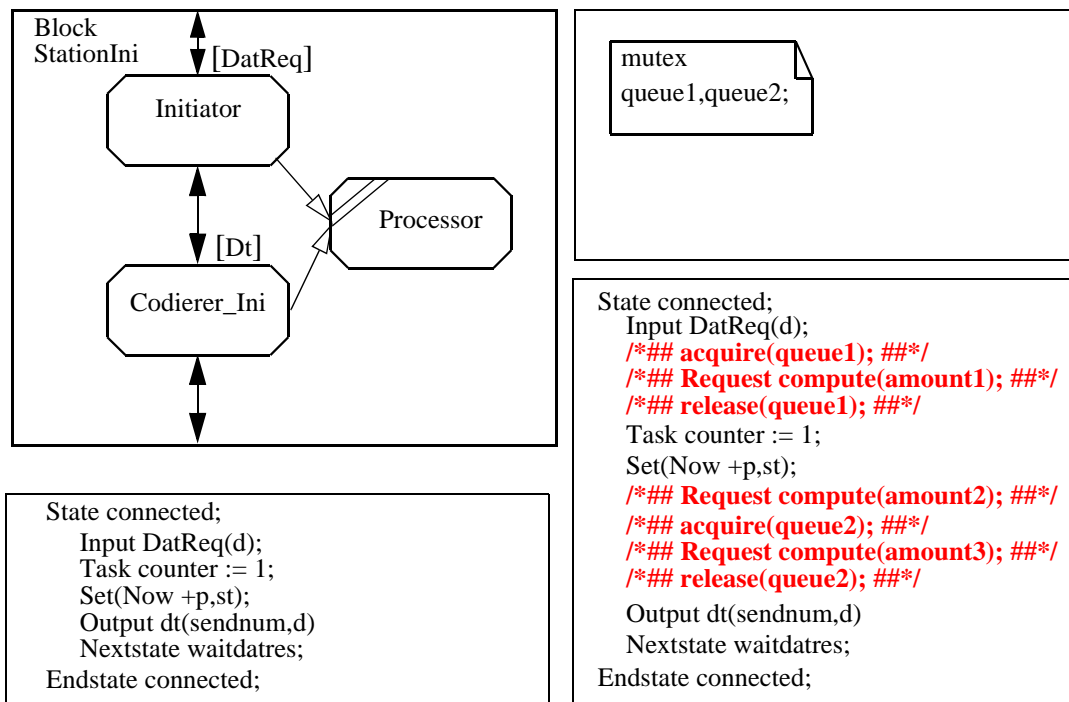 Block
StationIni
[DatReq]
Initiator
Processor
[Dt]
Codierer_Ini
mutex
queue1,queue2;
State connected;
Input DatReq(d);
Task counter := 1;
Set(Now +p,st);
Output dt(sendnum,d)
Nextstate waitdatres;
Endstate connected;
State connected;
Input DatReq(d);
/*## acquire(queue1); ##*/
/*## Request compute(amount1); ##*/
/*## release(queue1); ##*/
Task counter := 1;
Set(Now +p,st);
/*## Request compute(amount2); ##*/
/*## acquire(queue2); ##*/
/*## Request compute(amount3); ##*/
/*## release(queue2); ##*/
Output dt(sendnum,d)
Nextstate waitdatres;
Endstate connected;